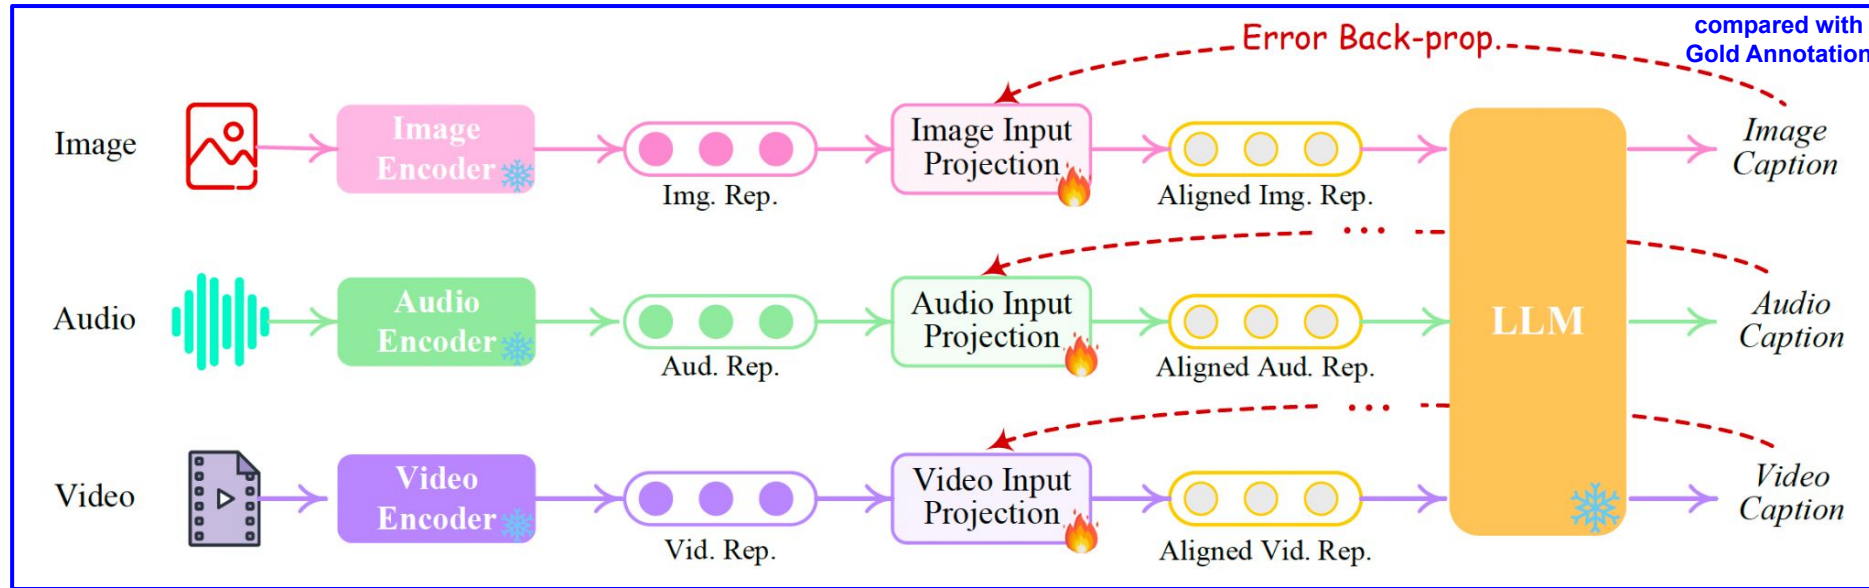 compared with
Gold Annotation
Error Back-prop.
Image
Image
Encoder
Img. Rep.
Image Input
Projection
Aligned Img. Rep.
Image
Caption
...
Audio
Audio
Encoder
Aud. Rep.
Audio Input
Projection
Aligned Aud. Rep.
LLM
Audio
Caption
...
Video
Video
Encoder
Vid. Rep.
Video Input
Projection
Aligned Vid. Rep.
Video
Caption